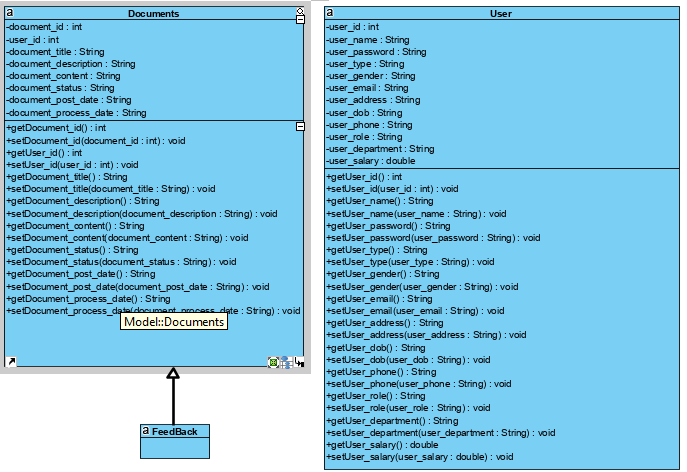 a
Documents
-document_id : int
-user_id : int
-document_title : String
-document_description : String
-document_content : String
-document_status : String
-document_post_date : String
-document_process_date : String
+getDocument_id() : int
+setDocument_id(document_id : int) : void
+getUser_id() : int
+setUser_id(user_id : int) : void
+getDocument_title() : String
+setDocument_title(document_title : String) : void
+getDocument_description() : String
+setDocument_description(document_description : String) : void
+getDocument_content() : String
+setDocument_content(document_content : String) : void
+getDocument_status() : String
+setDocument_status(document_status : String) : void
+getDocument_post_date() : String
+setDocument_post_date(document_post_date : String) : void
+getDocument_process_date() : String
+setDocument_process_date(document_process_date : String) : void
Model::Documents
a FeedBack
a
User
-user_id : int
-user_name : String
-user_password : String
-user_type : String
-user_gender : String
-user_email : String
-user_address : String
-user_dob : String
-user_phone : String
-user_role : String
-user_department : String
-user_salary : double
+getUser_id() : int
+setUser_id(user_id : int) : void
+getUser_name() : String
+setUser_name(user_name : String) : void
+getUser_password() : String
+setUser_password(user_password : String) : void
+getUser_type() : String
+setUser_type(user_type : String) : void
+getUser_gender() : String
+setUser_gender(user_gender : String) : void
+getUser_email() : String
+setUser_email(user_email : String) : void
+getUser_address() : String
+setUser_address(user_address : String) : void
+getUser_dob() : String
+setUser_dob(user_dob : String) : void
+getUser_phone() : String
+setUser_phone(user_phone : String) : void
+getUser_role() : String
+setUser_role(user_role : String) : void
+getUser_department() : String
+setUser_department(user_department : String) : void
+getUser_salary() : double
+setUser_salary(user_salary : double) : void